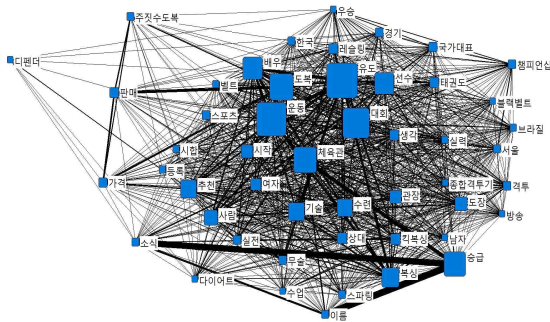 우승
주짓수도복
경기
한국
레슬링
국가대표
디펜더
배우
유도
챔피언십
도복
선수
태권도
벨트
판매
블랙벨트
스포츠
운동
대회
브라질
생각
실력
서울
시합
시작
체육관
등록
가격
추천
여자
종합격투기
격투
관장
도장
사람
기술
수련
방송
소식
실전
상대
킥복싱
남자
무술
승급
복싱
다이어트
수업
스파링
이름